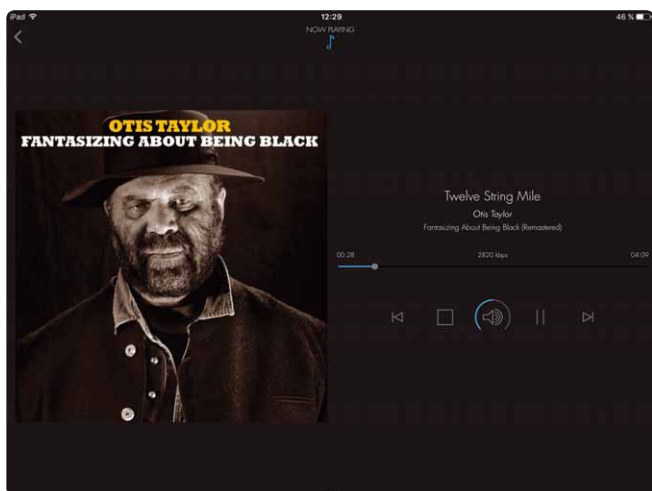 iPad 12:29 46 %
NOW PLAYING
OTIS TAYLOR
FANTASIZING ABOUT BEING BLACK
Twelve String Mile
Otis Taylor
Fantasizing About Being Black (Remastered)
00:28 2820 kbps 04:09